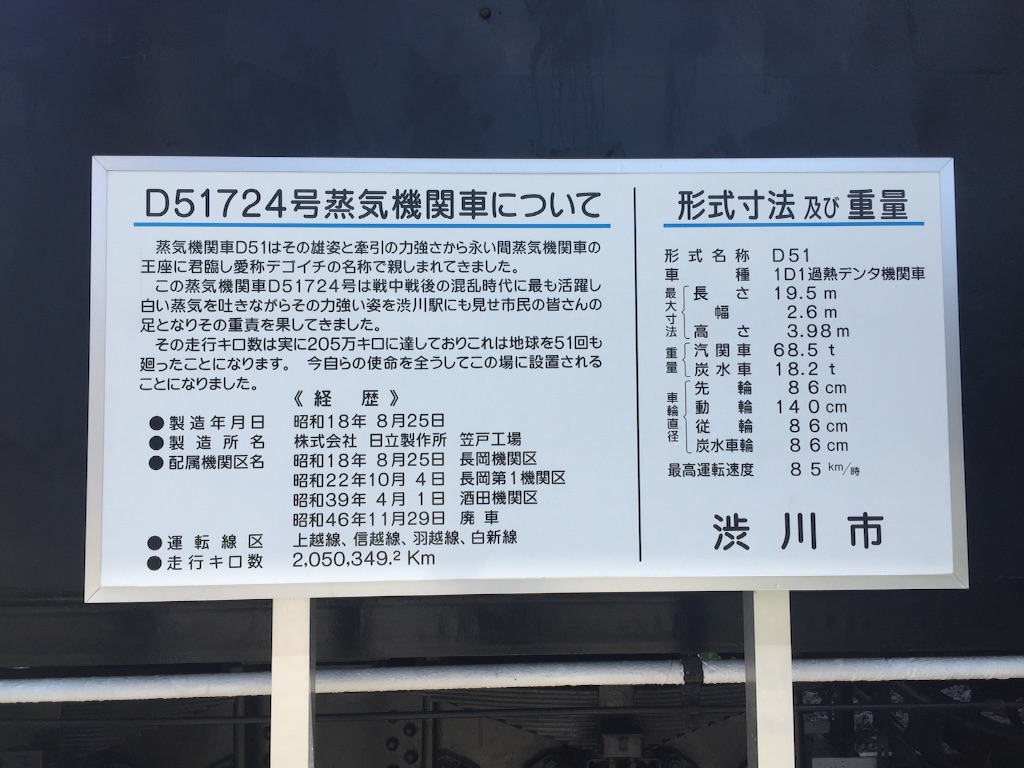 D51724号蒸気機関車について
蒸気機関車D51はその雄姿と牽引の力強さから永い間蒸気機関車の
王座に君臨し愛称デゴイチの名称で親しまれてきました。
この蒸気機関車D51724号は戦中戦後の混乱時代に最も活躍し
白い蒸気を吐きながらその力強い姿を渋川駅にも見せ市民の皆さんの
足となりその重責を果してきました。
その走行キロ数は実に205万キロに達しておりこれは地球を51回も
廻ったことになります。 今自らの使命を全うしてこの場に設置される
ことになりました。
《経 歴》
●製造年月日 昭和18年 8月25日
●製造所名 株式会社 日立製作所 笠戸工場
●配属機関区名 昭和18年 8月25日 長岡機関区
昭和22年10月 4日 長岡第1機関区
昭和39年 4月 1日 酒田機関区
昭和46年11月29日 廃 車
●運転線区 上越線、信越線、羽越線、白新線
●走行キロ数 2,050,349.2 Km
形式寸法 及び 重量
形式名称 D51
車 種 1D1過熱デンタ機関車
最大寸法 長 さ 19.5 m
幅 2.6 m
高 さ 3.98 m
重量 汽関車 68.5 t
炭水車 18.2 t
車輪直径 先 輪 86 cm
動 輪 140 cm
従 輪 86 cm
炭水車輪 86 cm
最高運転速度 85 km/時
渋川市